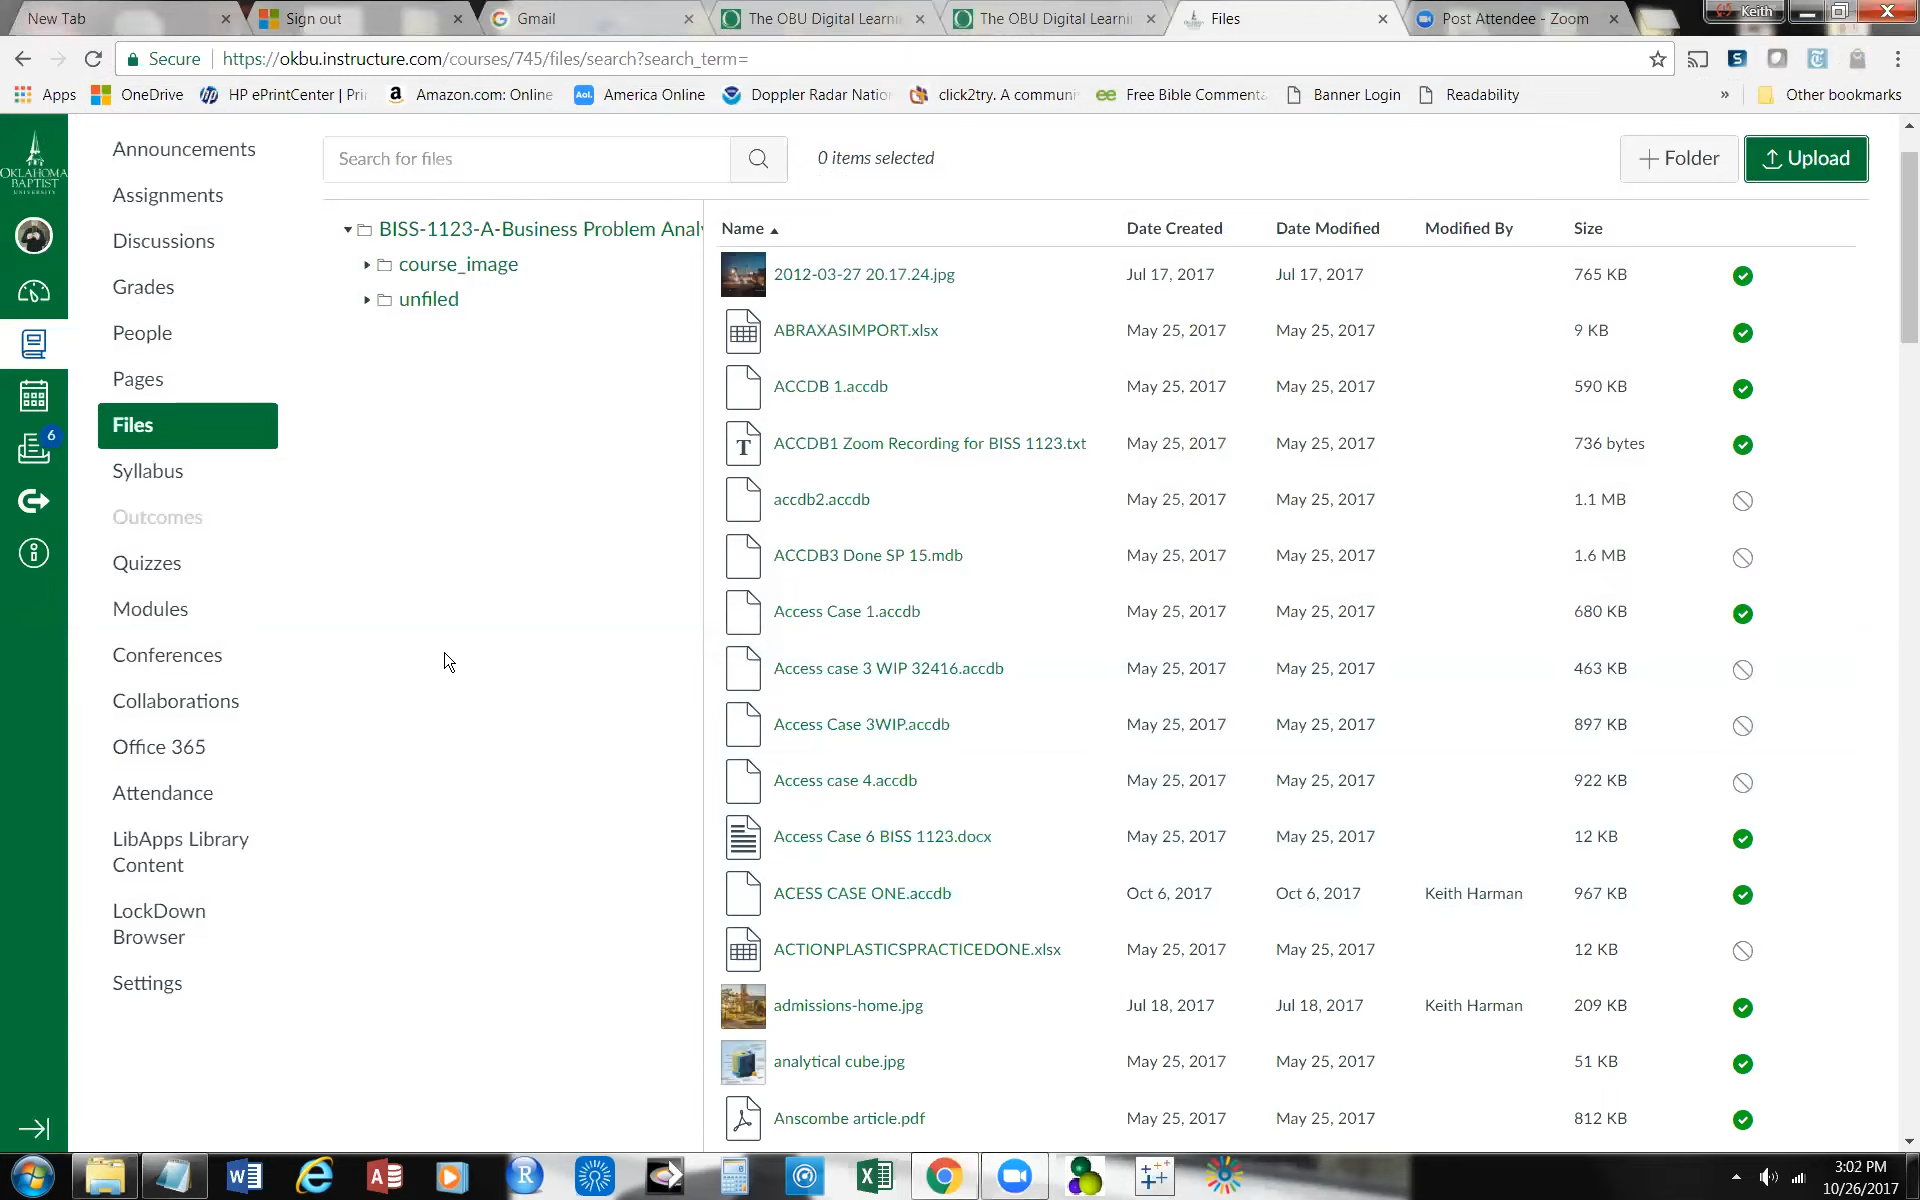 New Tab
Sign out
Gmail
The OBU Digital Learni
The OBU Digital Learni
Files
Post Attendee - Zoom
Keith
Secure
https://okbu.instructure.com/courses/745/files/search?search_term=
Apps
OneDrive
HP ePrintCenter | Pri
Amazon.com: Online
Aol.
America Online
Doppler Radar Natio
click2try. A communi
Free Bible Commenta
Banner Login
Readability
»
Other bookmarks
OKLAHOMA
BAPTIST
UNIVERSITY
6
Announcements
Assignments
Discussions
Grades
People
Pages
Files
Syllabus
Outcomes
Quizzes
Modules
Conferences
Collaborations
Office 365
Attendance
LibApps Library
Content
LockDown
Browser
Settings
Search for files
0 items selected
+ Folder
Upload
BISS-1123-A-Business Problem Analy
course_image
unfiled
Name Date Created Date Modified Modified By Size
2012-03-27 20.17.24.jpg Jul 17, 2017 Jul 17, 2017 765 KB
ABRAXASIMPORT.xlsx May 25, 2017 May 25, 2017 9 KB
ACCDB 1.accdb May 25, 2017 May 25, 2017 590 KB
ACCDB1 Zoom Recording for BISS 1123.txt May 25, 2017 May 25, 2017 736 bytes
accdb2.accdb May 25, 2017 May 25, 2017 1.1 MB
ACCDB3 Done SP 15.mdb May 25, 2017 May 25, 2017 1.6 MB
Access Case 1.accdb May 25, 2017 May 25, 2017 680 KB
Access case 3 WIP 32416.accdb May 25, 2017 May 25, 2017 463 KB
Access Case 3WIP.accdb May 25, 2017 May 25, 2017 897 KB
Access case 4.accdb May 25, 2017 May 25, 2017 922 KB
Access Case 6 BISS 1123.docx May 25, 2017 May 25, 2017 12 KB
ACESS CASE ONE.accdb Oct 6, 2017 Oct 6, 2017 Keith Harman 967 KB
ACTIONPLASTICSPRACTICEDONE.xlsx May 25, 2017 May 25, 2017 12 KB
admissions-home.jpg Jul 18, 2017 Jul 18, 2017 Keith Harman 209 KB
analytical cube.jpg May 25, 2017 May 25, 2017 51 KB
Anscombe article.pdf May 25, 2017 May 25, 2017 812 KB
3:02 PM
10/26/2017